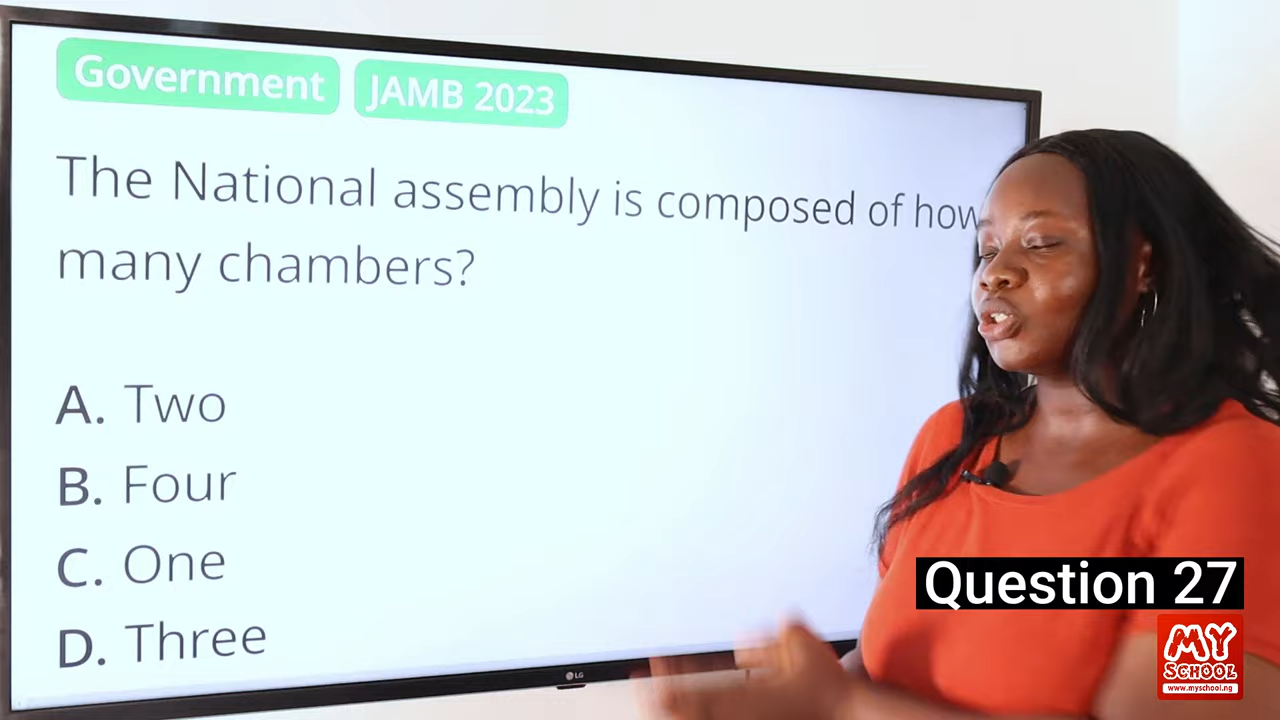 Government JAMB 2023
The National assembly is composed of how
many chambers?
A. Two
B. Four
C. One
D. Three
LG
Question 27
MY
SCHOOL
www.myschool.ng